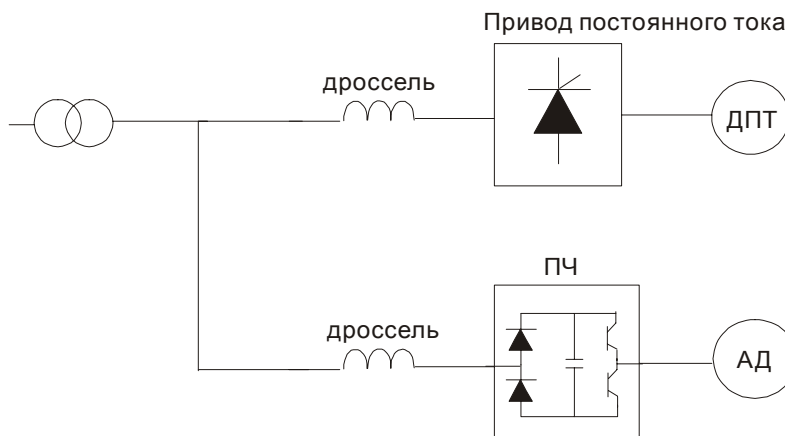 Привод постоянного тока
дроссель
ДПТ
ПЧ
дроссель
АД